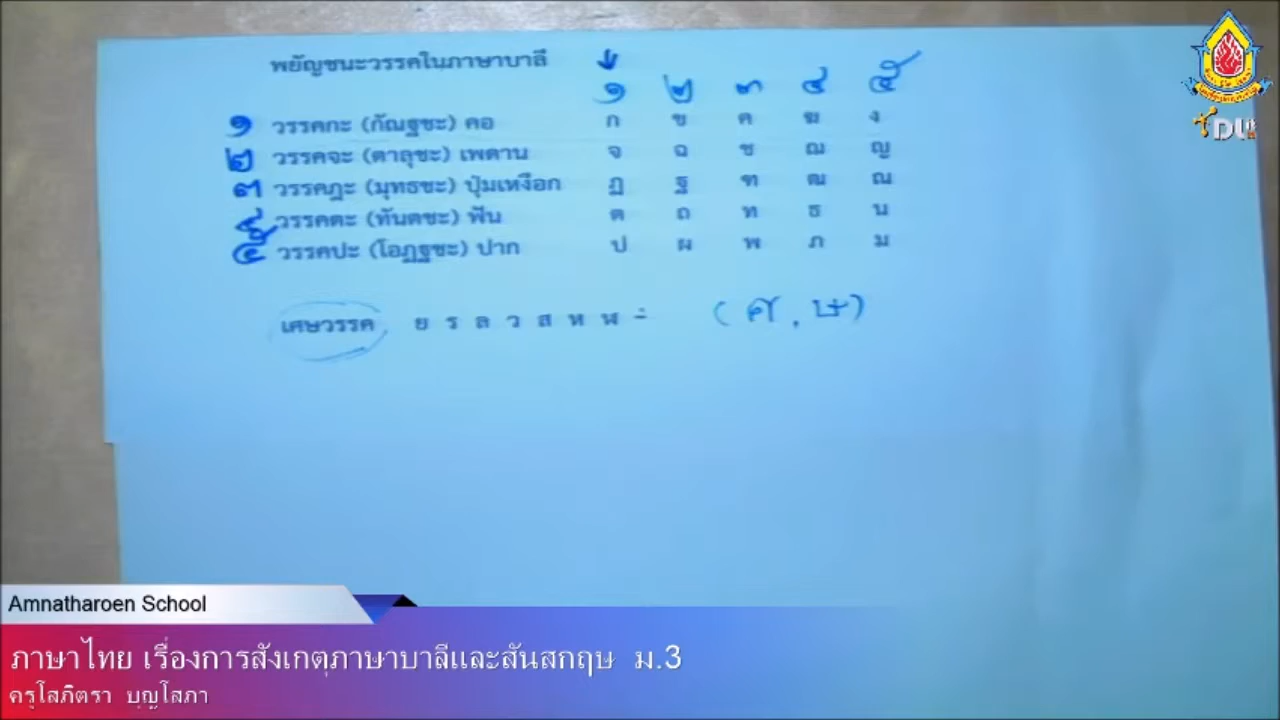 พยัญชนะวรรคในภาษาบาลี
๑ ๒ ๓ ๔ ๕
๑ วรรคกะ (กัณฐชะ) คอ ก ข ค ฆ ง
๒ วรรคจะ (ตาลุชะ) เพดาน จ ฉ ช ฌ ญ
๓ วรรคฎะ (มุทธชะ) ปุ่มเหงือก ฏ ฐ ฑ ฒ ณ
๔ วรรคตะ (ทันตชะ) ฟัน ต ถ ท ธ น
๕ วรรคปะ (โอฏฐชะ) ปาก ป ผ พ ภ ม
เศษวรรค ย ร ล ว ส ห ฬ ํ (ศ , ษ)
DLIT
Amnatharoen School
ภาษาไทย เรื่องการสังเกตุภาษาบาลีและสันสกฤษ ม.3
ครูโสภิตรา บุญโสภา